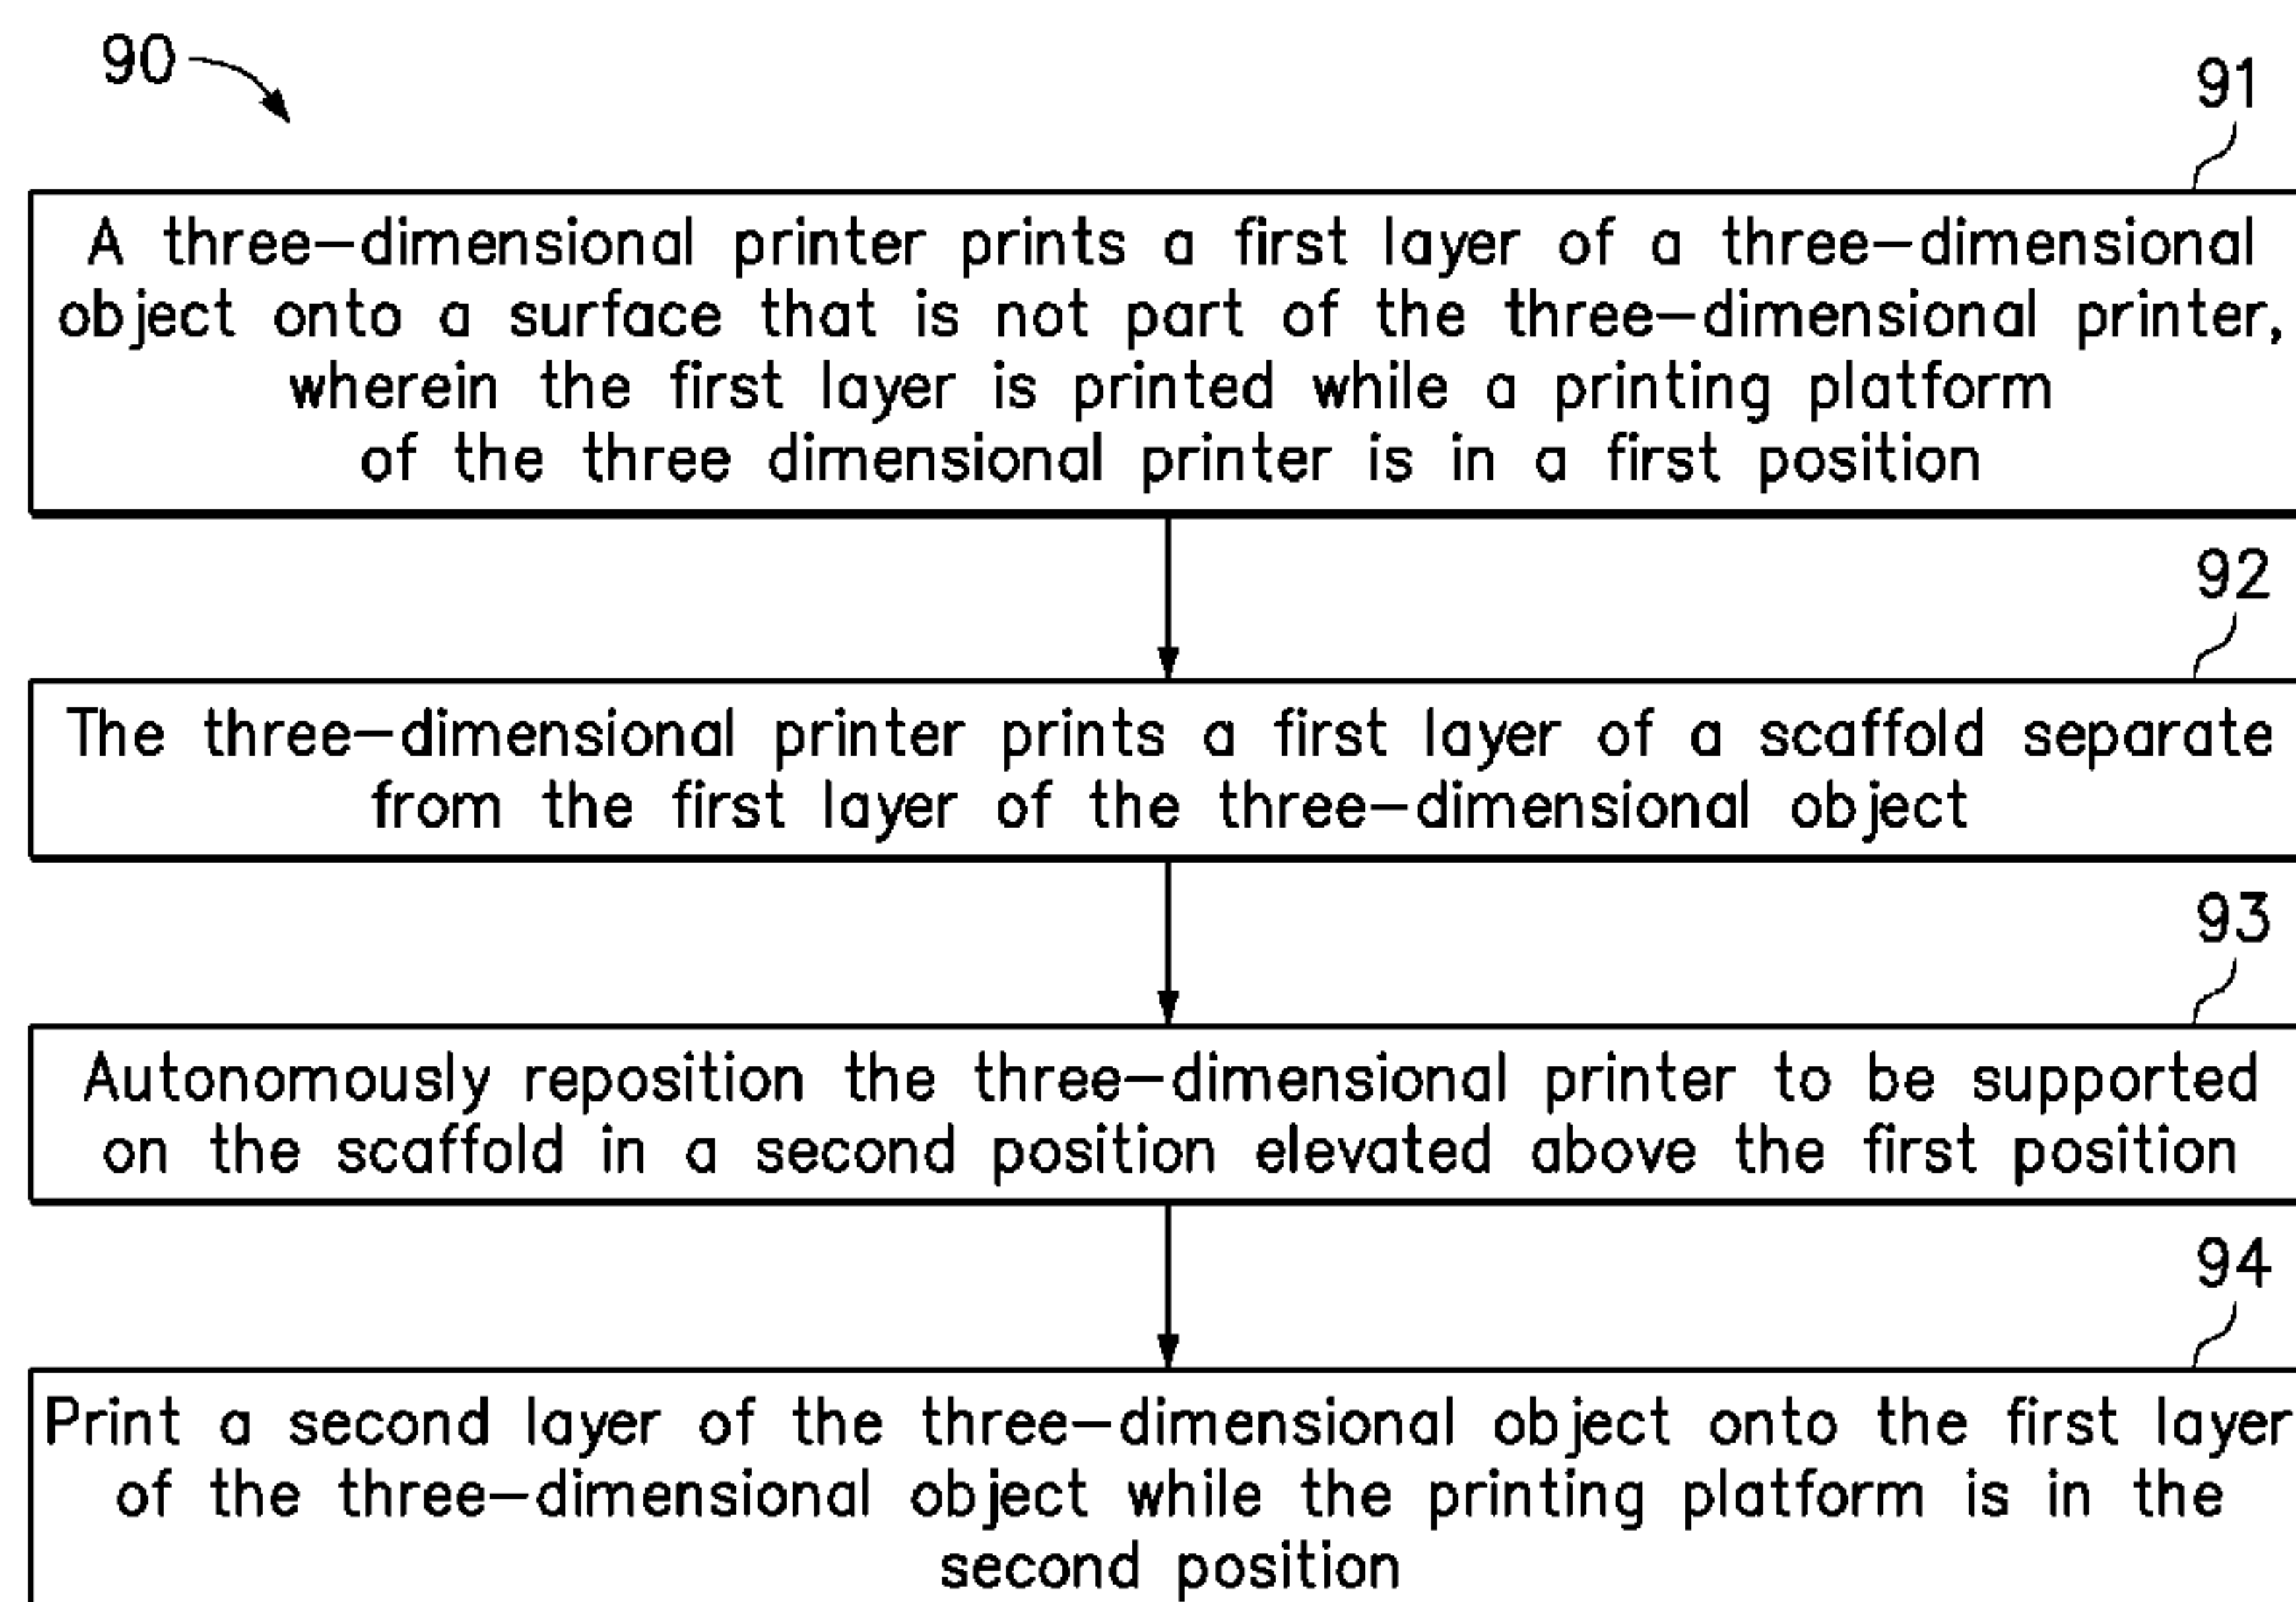 90
91
A three-dimensional printer prints a first layer of a three-dimensional
object onto a surface that is not part of the three-dimensional printer,
wherein the first layer is printed while a printing platform
of the three dimensional printer is in a first position
92
The three-dimensional printer prints a first layer of a scaffold separate
from the first layer of the three-dimensional object
93
Autonomously reposition the three-dimensional printer to be supported
on the scaffold in a second position elevated above the first position
94
Print a second layer of the three-dimensional object onto the first layer
of the three-dimensional object while the printing platform is in the
second position